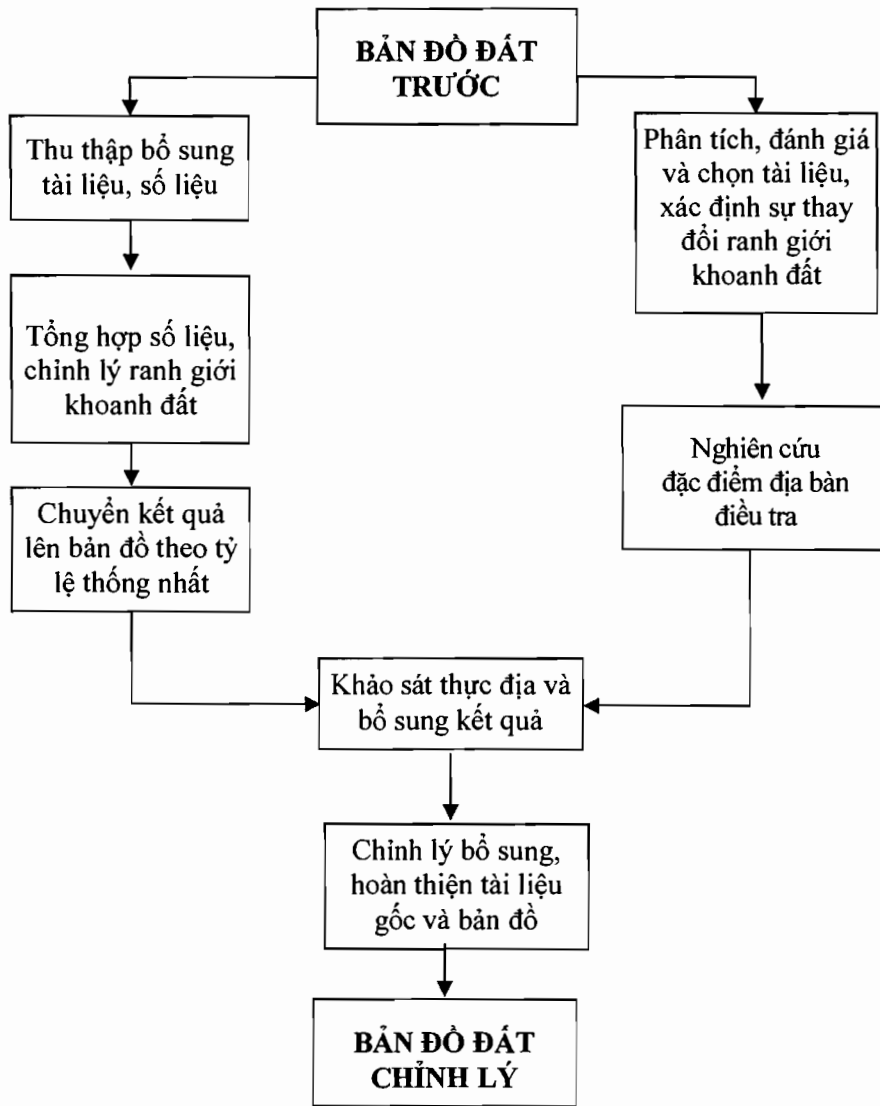 BẢN ĐỒ ĐẤT
TRƯỚC
Thu thập bổ sung
tài liệu, số liệu
Tổng hợp số liệu,
chỉnh lý ranh giới
khoanh đất
Chuyển kết quả
lên bản đồ theo tỷ
lệ thống nhất
Phân tích, đánh giá
và chọn tài liệu,
xác định sự thay
đổi ranh giới
khoanh đất
Nghiên cứu
đặc điểm địa bàn
điều tra
Khảo sát thực địa và
bổ sung kết quả
Chỉnh lý bổ sung,
hoàn thiện tài liệu
gốc và bản đồ
BẢN ĐỒ ĐẤT
CHỈNH LÝ